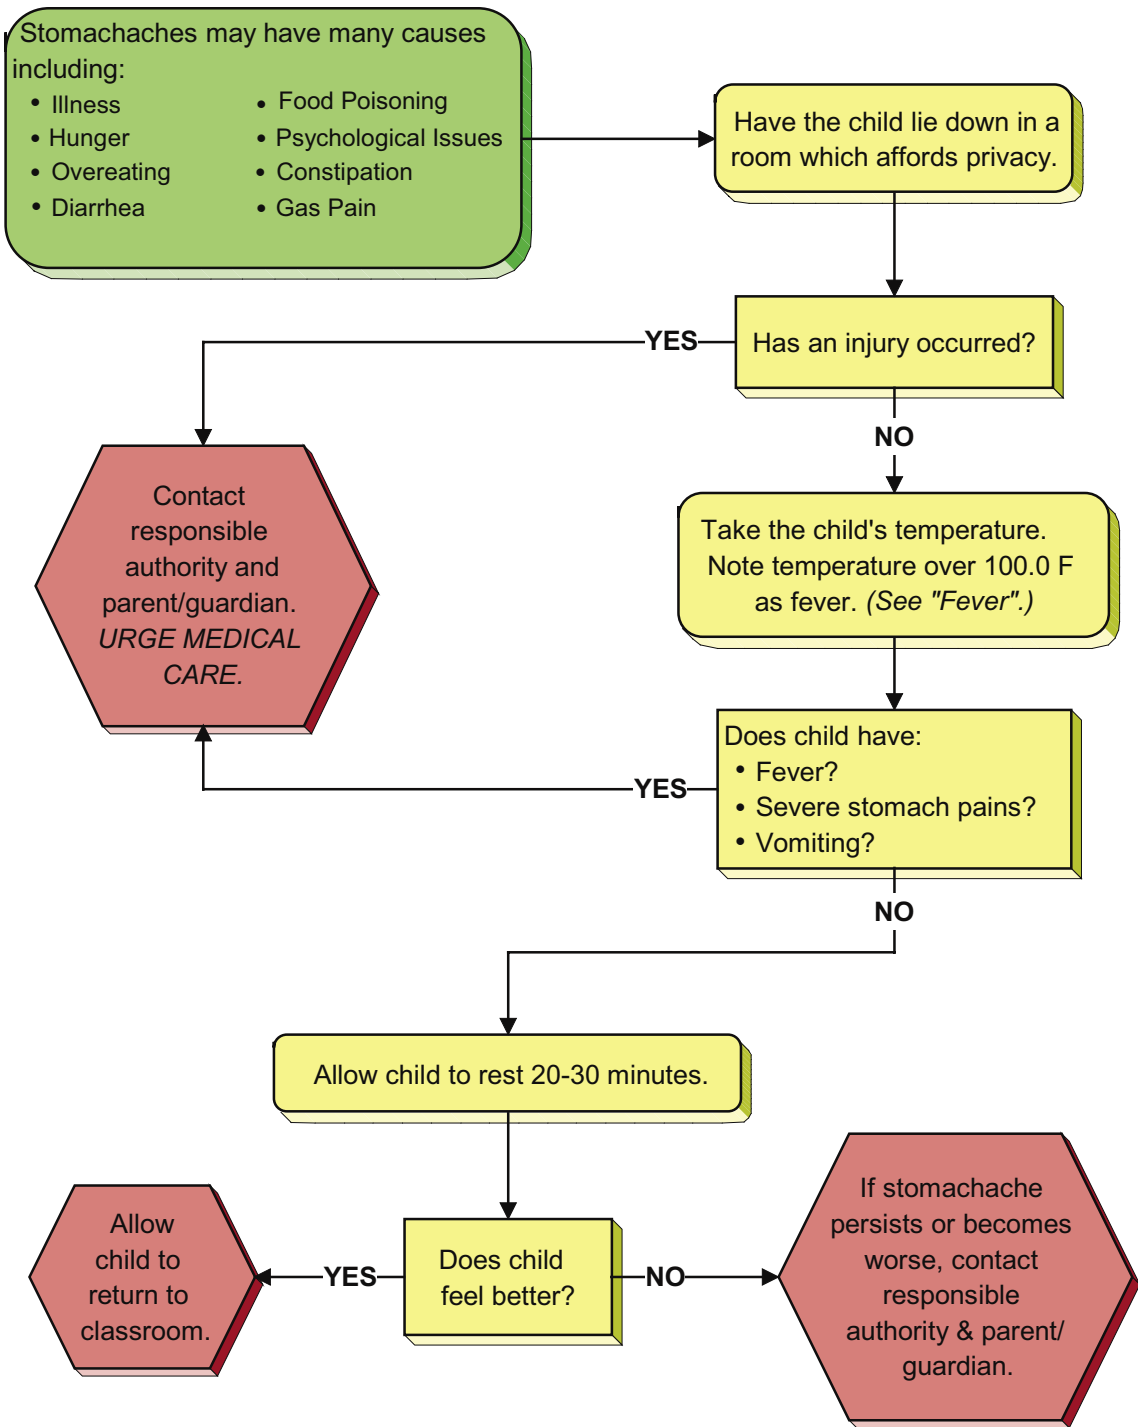 Stomachaches may have many causes
including:
• Illness
• Hunger
• Overeating
• Diarrhea
• Food Poisoning
• Psychological Issues
• Constipation
• Gas Pain
Have the child lie down in a
room which affords privacy.
Has an injury occurred?
YES
NO
Contact
responsible
authority and
parent/guardian.
URGE MEDICAL
CARE.
Take the child's temperature.
Note temperature over 100.0 F
as fever. (See "Fever".)
Does child have:
• Fever?
• Severe stomach pains?
• Vomiting?
YES
NO
Allow child to rest 20-30 minutes.
Does child
feel better?
YES
NO
Allow
child to
return to
classroom.
If stomachache
persists or becomes
worse, contact
responsible
authority & parent/
guardian.